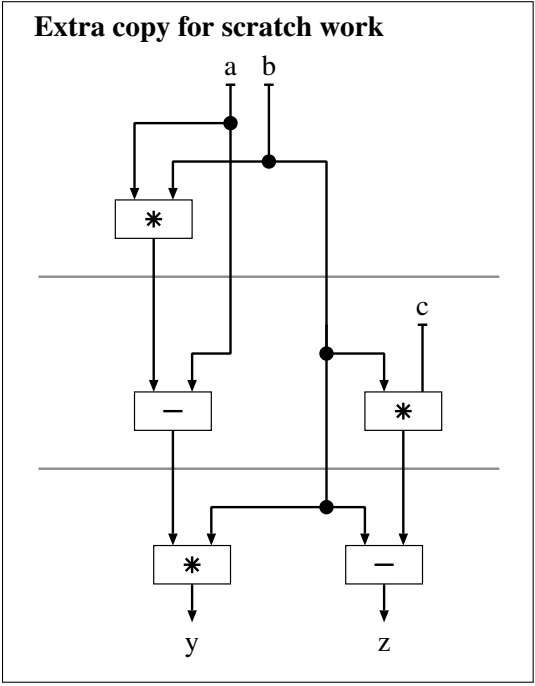 Extra copy for scratch work
a b
*
c
— *
* —
y z